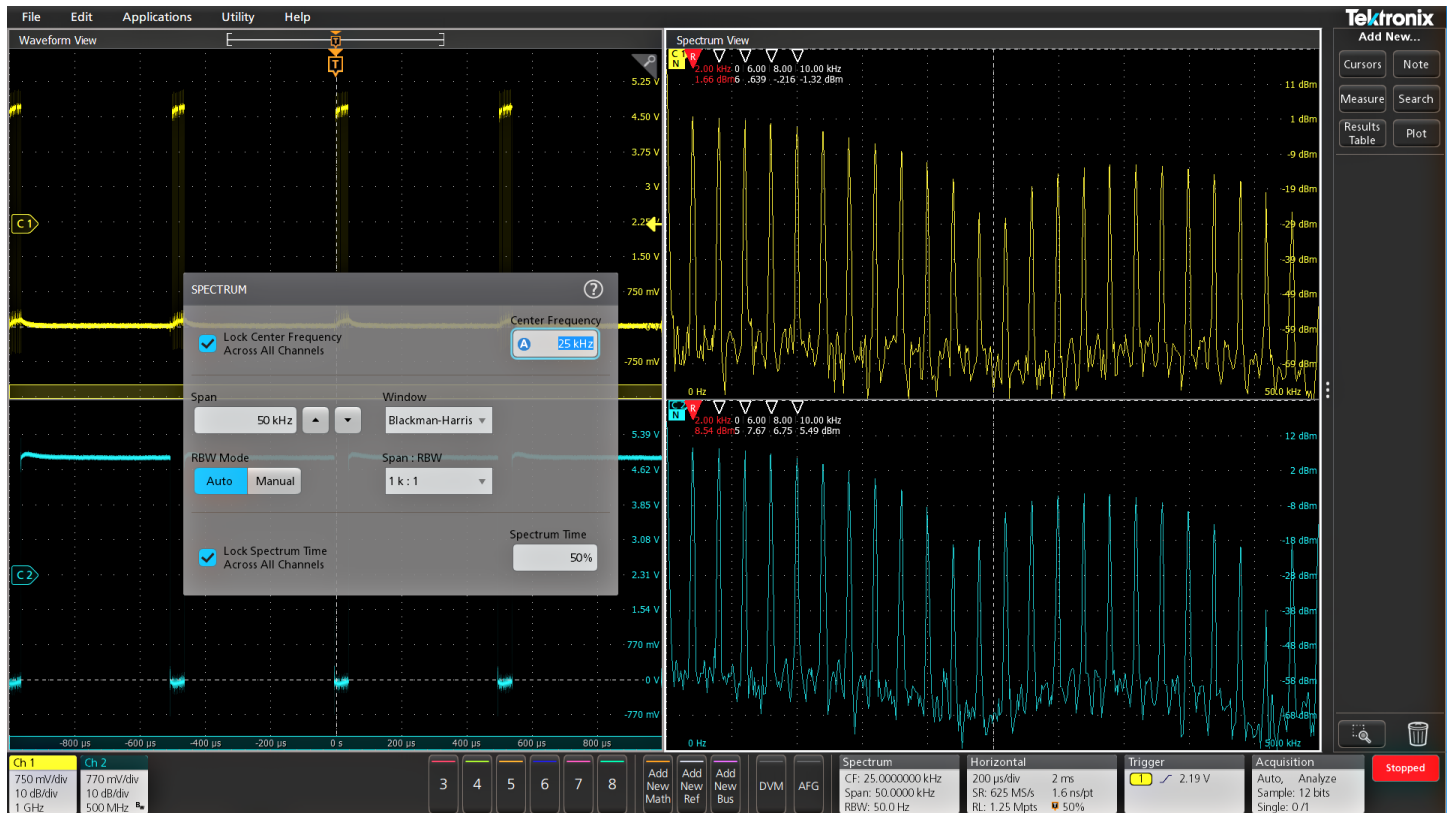 File Edit Applications Utility Help
Tektronix
Waveform View
Spectrum View
Add New...
Cursors Note
Measure Search
Results Table Plot
T
T
5.25 V
4.50 V
3.75 V
3 V
2.25 V
1.50 V
750 mV
-750 mV
C 1
5.39 V
4.62 V
3.85 V
3.08 V
2.31 V
1.54 V
770 mV
0 V
-770 mV
C 2
-800 µs -600 µs -400 µs -200 µs 0 s 200 µs 400 µs 600 µs 800 µs
SPECTRUM ?
Lock Center Frequency
Across All Channels
Center Frequency
A 25 kHz
Span
50 kHz
Window
Blackman-Harris
RBW Mode
Auto Manual
Span : RBW
1 k : 1
Lock Spectrum Time
Across All Channels
Spectrum Time
50%
C 1
N
R
2.00 kHz 0 6.00 8.00 10.00 kHz
1.66 dBm 6 .639 -.216 -1.32 dBm
11 dBm
1 dBm
-9 dBm
-19 dBm
-29 dBm
-39 dBm
-49 dBm
-59 dBm
-69 dBm
0 Hz 50.0 kHz
C 2
N
R
2.00 kHz 0 6.00 8.00 10.00 kHz
8.54 dBm 5 7.67 6.75 5.49 dBm
12 dBm
2 dBm
-8 dBm
-18 dBm
-28 dBm
-38 dBm
-48 dBm
-58 dBm
-68 dBm
0 Hz 50.0 kHz
Ch 1
750 mV/div
10 dB/div
1 GHz
Ch 2
770 mV/div
10 dB/div
500 MHz
3 4 5 6 7 8
Add New Math
Add New Ref
Add New Bus
DVM AFG
Spectrum
CF: 25.0000000 kHz
Span: 50.0000 kHz
RBW: 50.0 Hz
Horizontal
200 µs/div 2 ms
SR: 625 MS/s 1.6 ns/pt
RL: 1.25 Mpts 50%
Trigger
1 2.19 V
Acquisition
Auto, Analyze
Sample: 12 bits
Single: 0 /1
Stopped